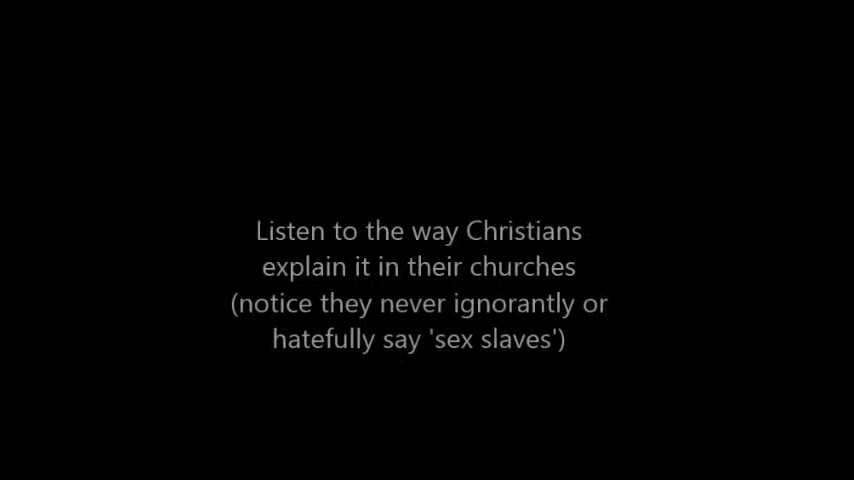 Listen to the way Christians
explain it in their churches
(notice they never ignorantly or
hatefully say 'sex slaves')